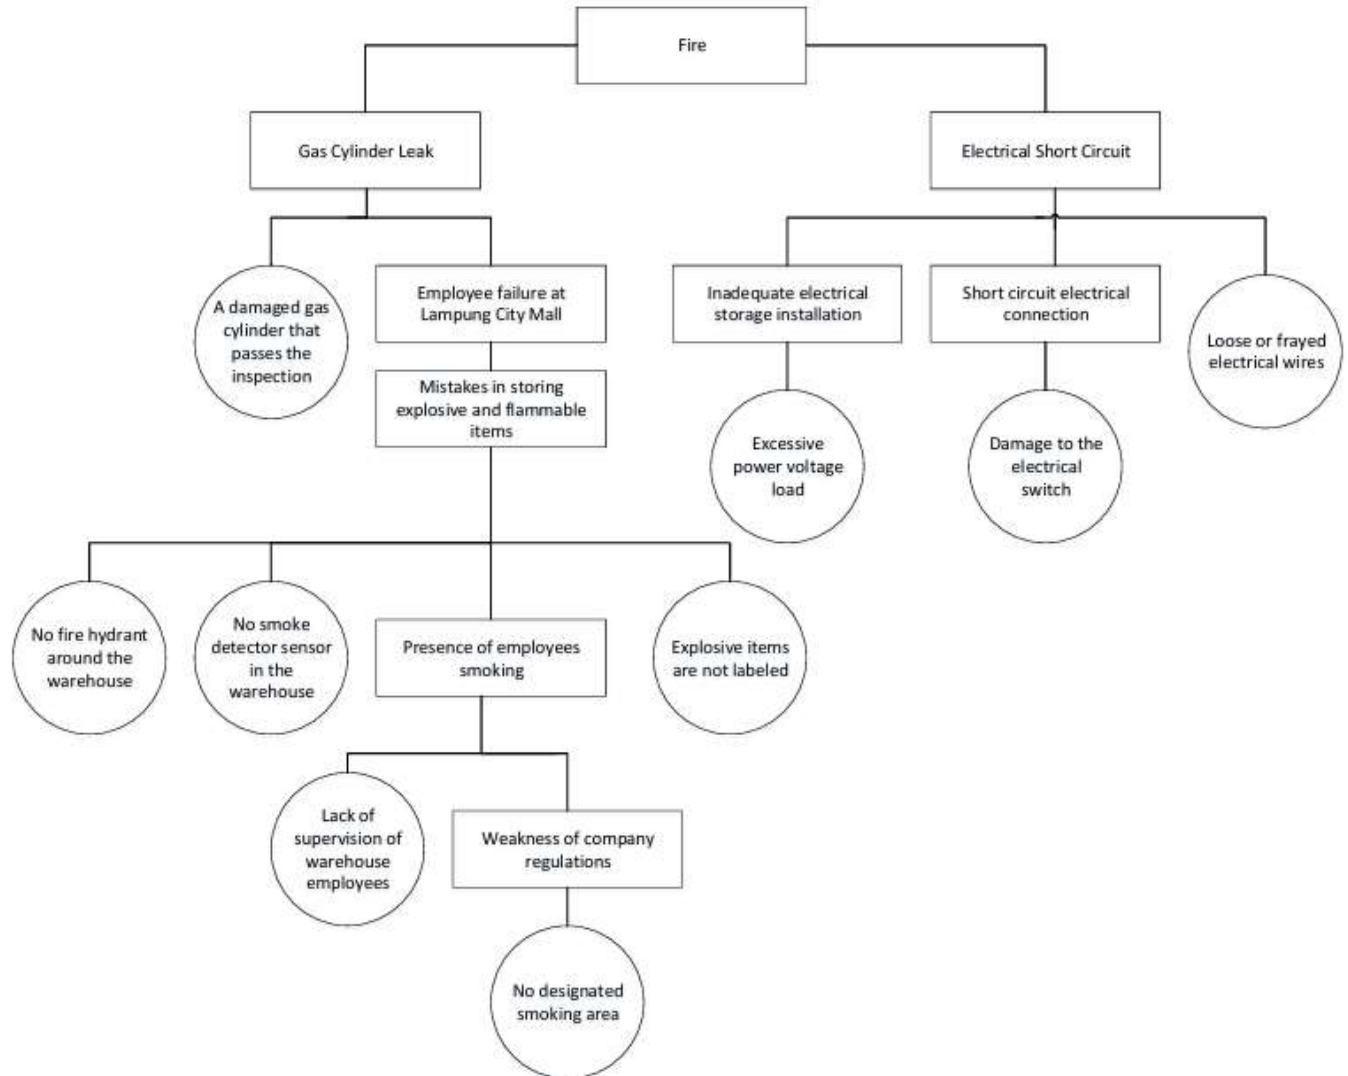 Fire
Gas Cylinder Leak
Electrical Short Circuit
A damaged gas
cylinder that
passes the
inspection
Employee failure at
Lampung City Mall
Inadequate electrical
storage installation
Short circuit electrical
connection
Loose or frayed
electrical wires
Mistakes in storing
explosive and flammable
items
Excessive
power voltage
load
Damage to the
electrical
switch
No fire hydrant
around the
warehouse
No smoke
detector sensor
in the
warehouse
Presence of employees
smoking
Explosive items
are not labeled
Lack of
supervision of
warehouse
employees
Weakness of company
regulations
No designated
smoking area